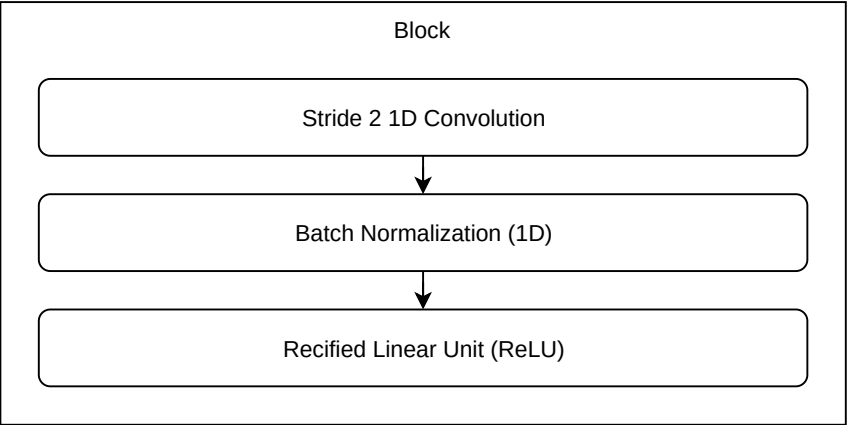 Block
Stride 2 1D Convolution
Batch Normalization (1D)
Recified Linear Unit (ReLU)